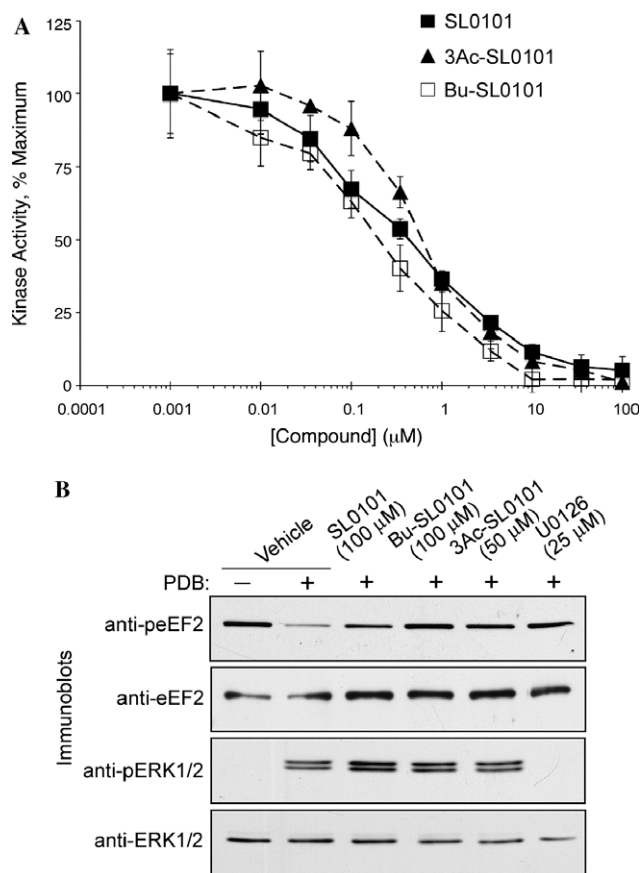 A
SL0101
3Ac-SL0101
Bu-SL0101
Kinase Activity, % Maximum
125
100
75
50
25
0
0.0001
0.001
0.01
0.1
1
10
100
[Compound] (μM)
B
Vehicle
SL0101
(100 μM)
Bu-SL0101
(100 μM)
3Ac-SL0101
(50 μM)
U0126
(25 μM)
PDB: – + + + + +
Immunoblots
anti-peEF2
anti-eEF2
anti-pERK1/2
anti-ERK1/2